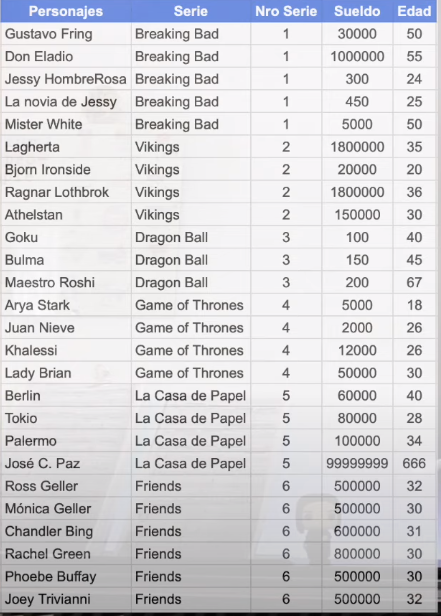 Personajes Serie Nro Serie Sueldo Edad
Gustavo Fring Breaking Bad 1 30000 50
Don Eladio Breaking Bad 1 1000000 55
Jessy HombreRosa Breaking Bad 1 300 24
La novia de Jessy Breaking Bad 1 450 25
Mister White Breaking Bad 1 5000 50
Lagherta Vikings 2 1800000 35
Bjorn Ironside Vikings 2 20000 20
Ragnar Lothbrok Vikings 2 1800000 36
Athelstan Vikings 2 150000 30
Goku Dragon Ball 3 100 40
Bulma Dragon Ball 3 150 45
Maestro Roshi Dragon Ball 3 200 67
Arya Stark Game of Thrones 4 5000 18
Juan Nieve Game of Thrones 4 2000 26
Khalessi Game of Thrones 4 12000 26
Lady Brian Game of Thrones 4 50000 30
Berlin La Casa de Papel 5 60000 40
Tokio La Casa de Papel 5 80000 28
Palermo La Casa de Papel 5 100000 34
José C. Paz La Casa de Papel 5 99999999 666
Ross Geller Friends 6 500000 32
Mónica Geller Friends 6 500000 30
Chandler Bing Friends 6 600000 31
Rachel Green Friends 6 800000 30
Phoebe Buffay Friends 6 500000 30
Joey Trivianni Friends 6 500000 32